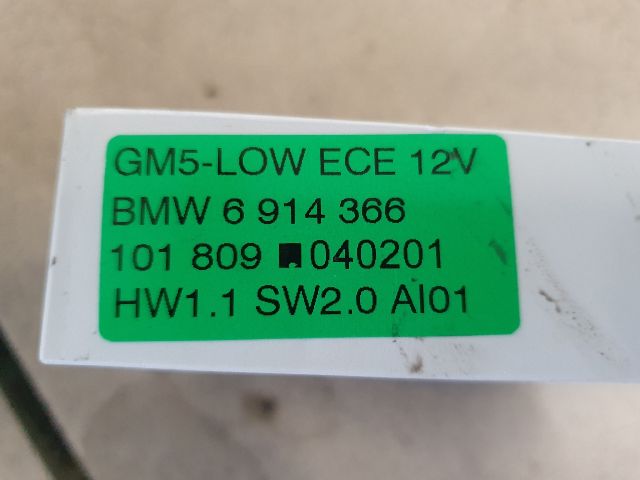 GM5-LOW ECE 12V
BMW 6 914 366
101 809 040201
HW1.1 SW2.0 AI01